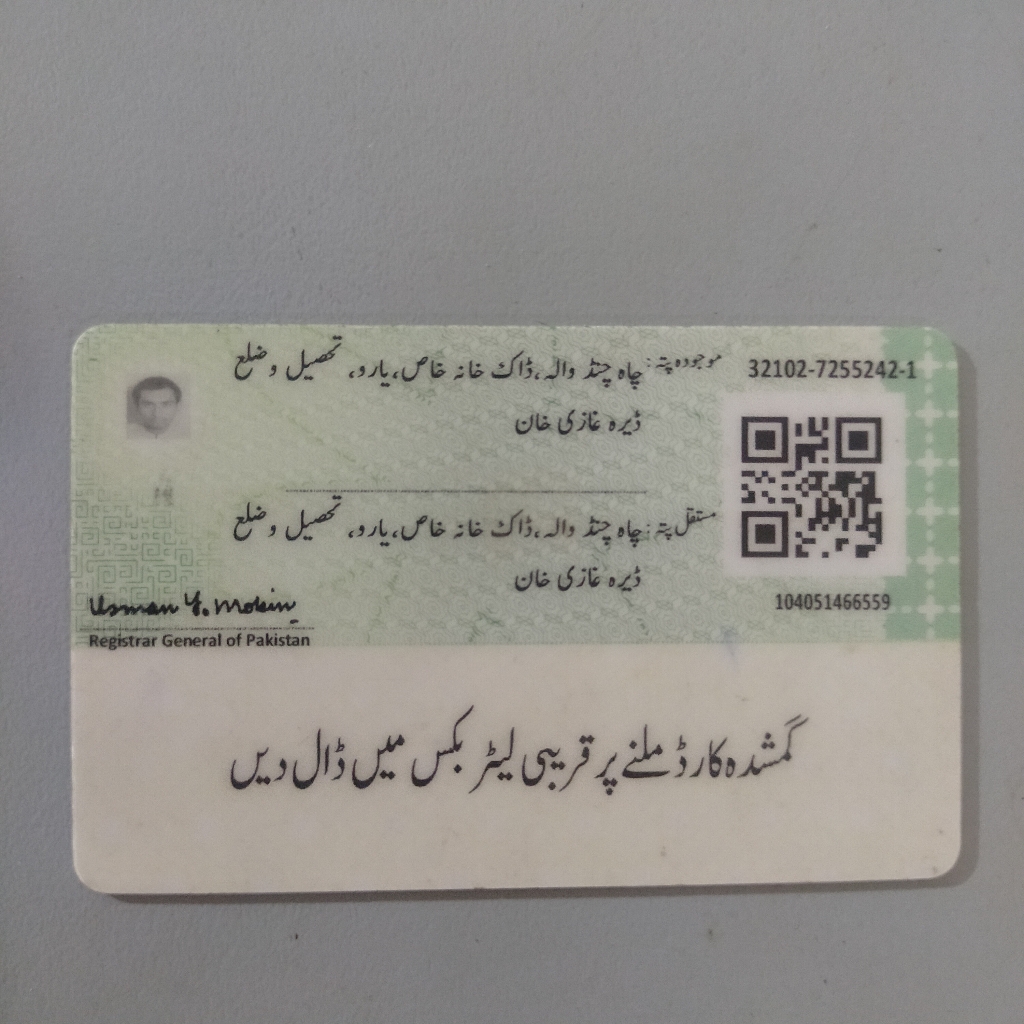 موجودہ پتہ: چاہ چنڈ والہ، ڈاک خانہ خاص، یارو، تحصیل و ضلع
ڈیرہ غازی خان
32102-7255242-1
مستقل پتہ: چاہ چنڈ والہ، ڈاک خانہ خاص، یارو، تحصیل و ضلع
ڈیرہ غازی خان
104051466559
Usman Y. Mobin
Registrar General of Pakistan
گمشدہ کارڈ ملنے پر قریبی لیٹر بکس میں ڈال دیں